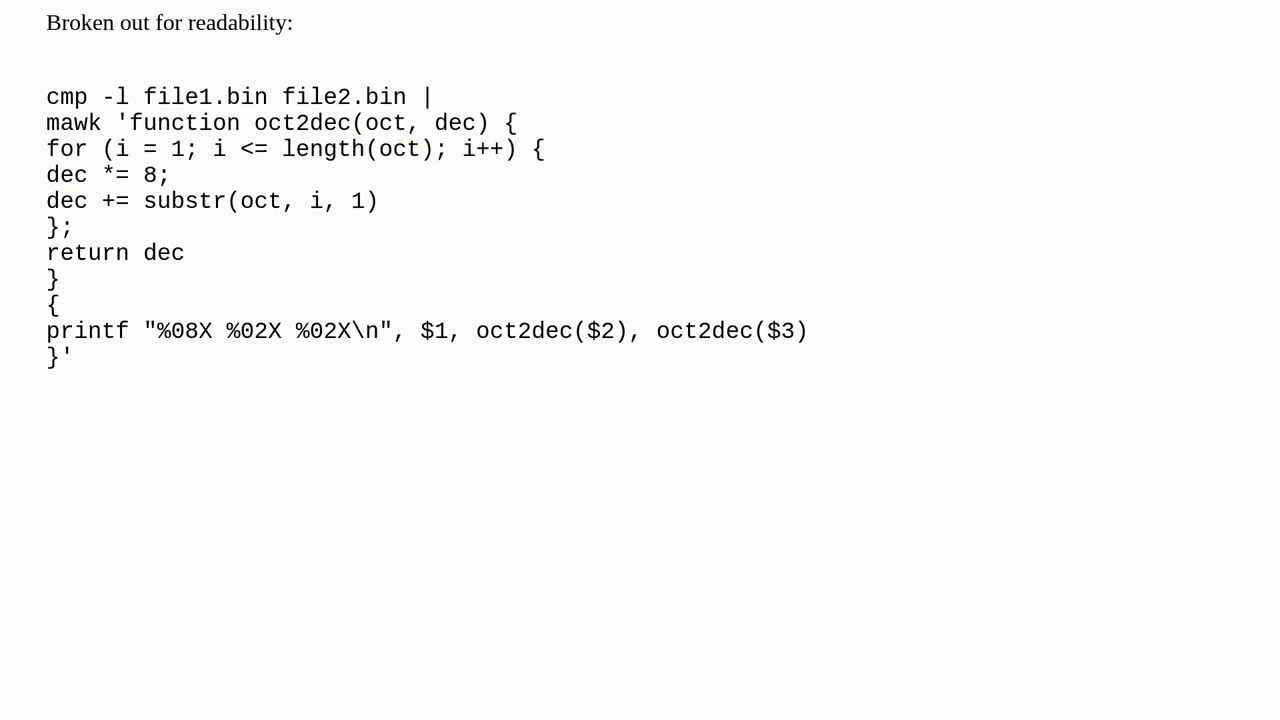 Broken out for readability:
cmp -l file1.bin file2.bin |
mawk 'function oct2dec(oct, dec) {
for (i = 1; i <= length(oct); i++) {
dec *= 8;
dec += substr(oct, i, 1)
};
return dec
}
{
printf "%08X %02X %02X\n", $1, oct2dec($2), oct2dec($3)
}'